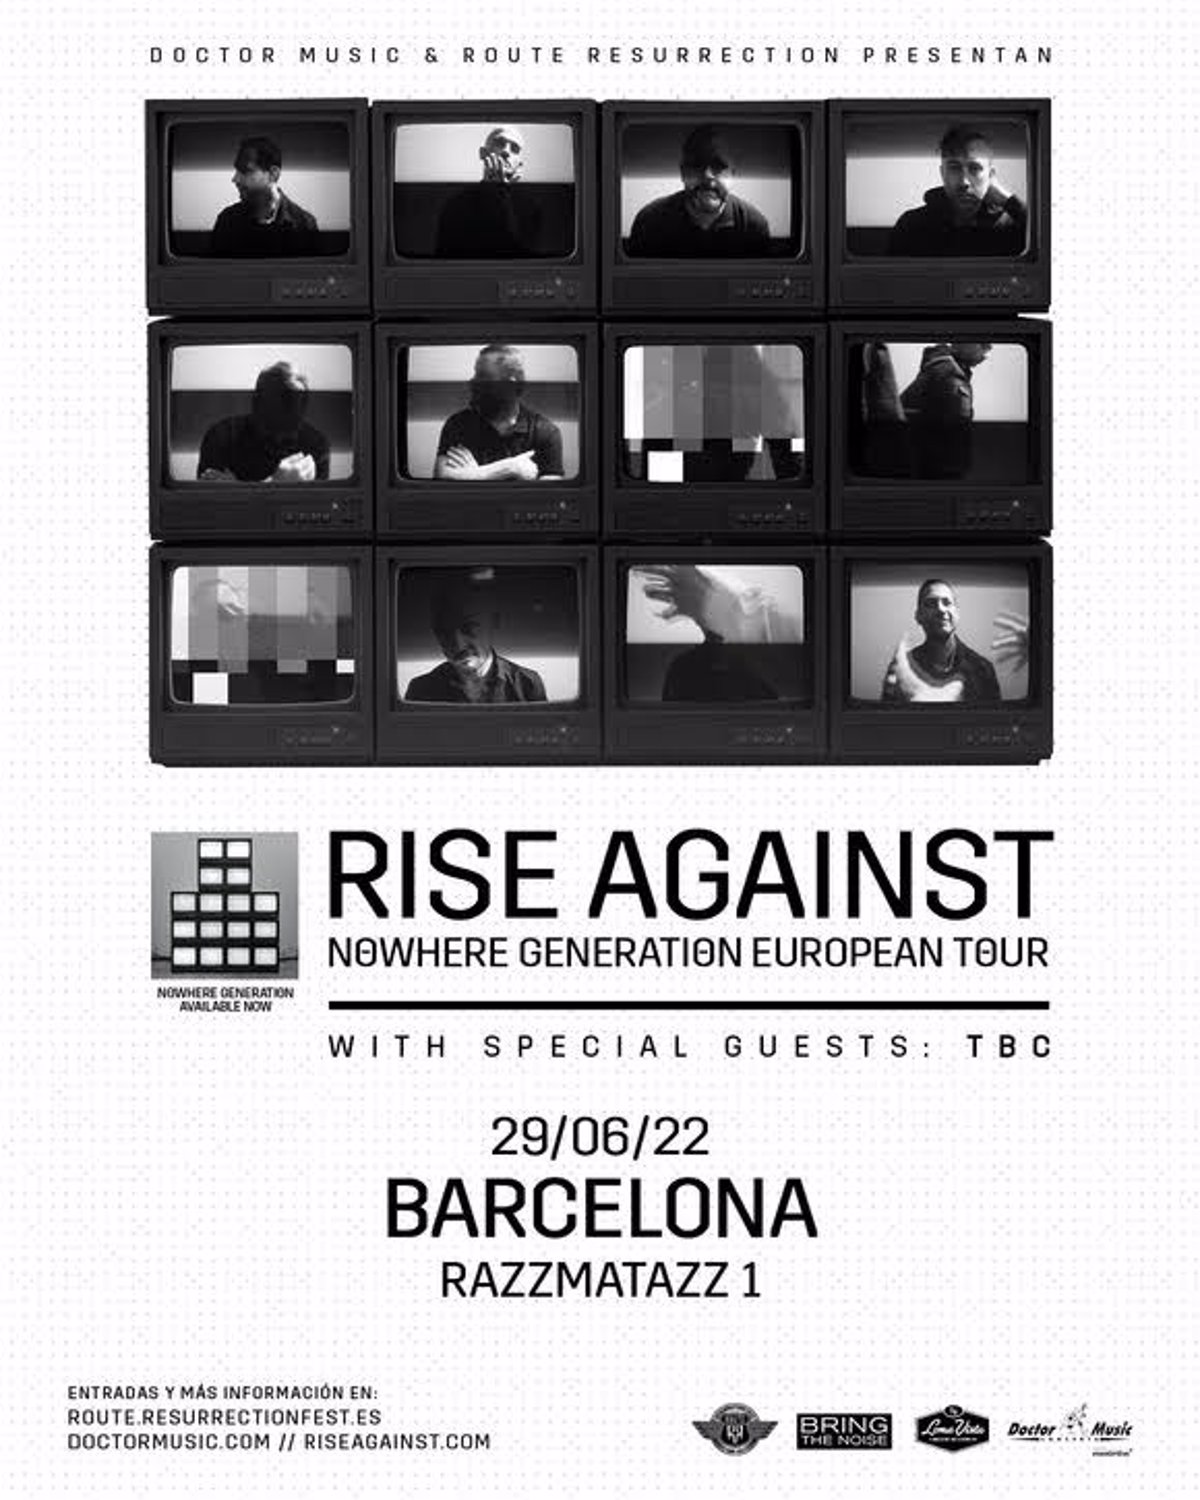 DOCTOR MUSIC & ROUTE RESURRECTION PRESENTAN
RISE AGAINST
NOWHERE GENERATION EUROPEAN TOUR
NOWHERE GENERATION
AVAILABLE NOW
WITH SPECIAL GUESTS: TBC
29/06/22
BARCELONA
RAZZMATAZZ 1
ENTRADAS Y MÁS INFORMACIÓN EN:
ROUTE.RESURRECTIONFEST.ES
DOCTORMUSIC.COM // RISEAGAINST.COM
BRING
THE NOISE
Loma Vista
Doctor Music